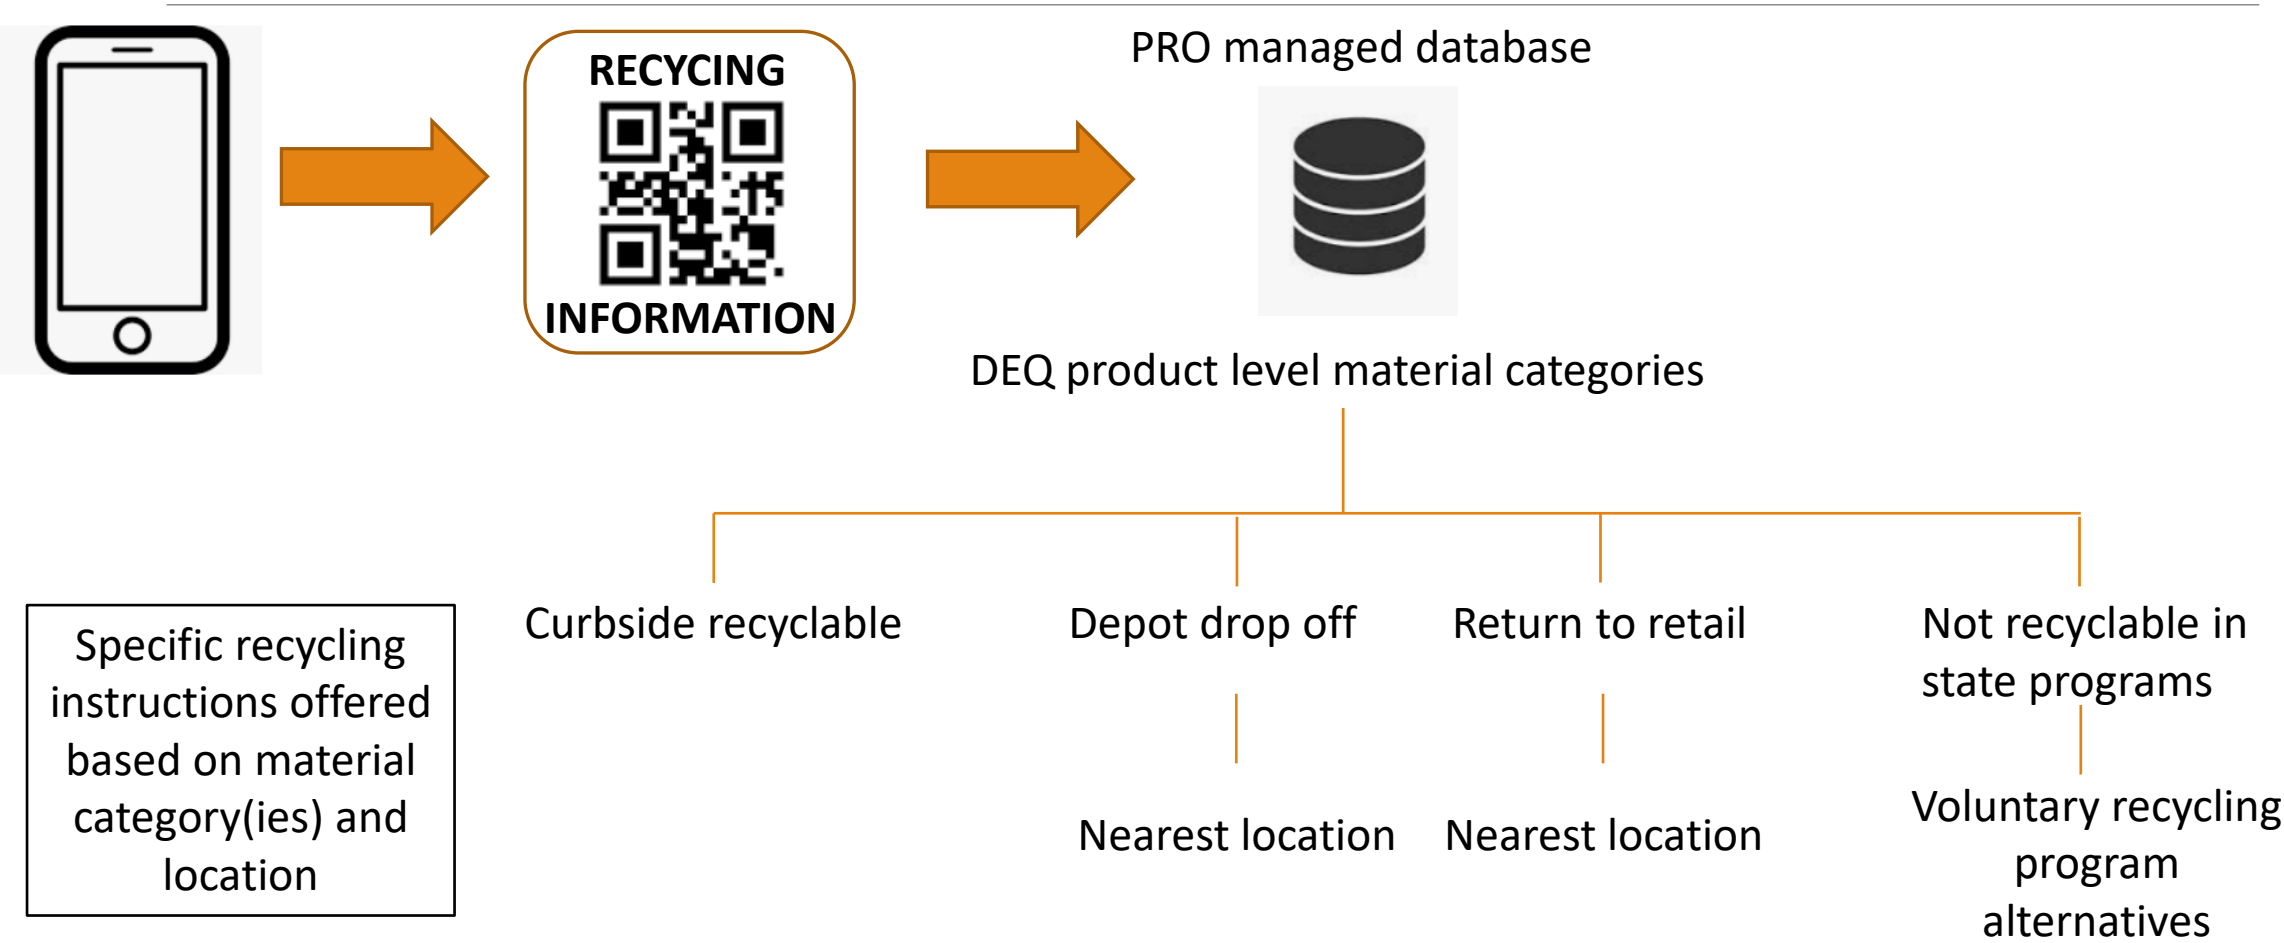 RECYCING
INFORMATION
PRO managed database
DEQ product level material categories
Specific recycling
instructions offered
based on material
category(ies) and
location
Curbside recyclable
Depot drop off
Nearest location
Return to retail
Nearest location
Not recyclable in
state programs
Voluntary recycling
program
alternatives